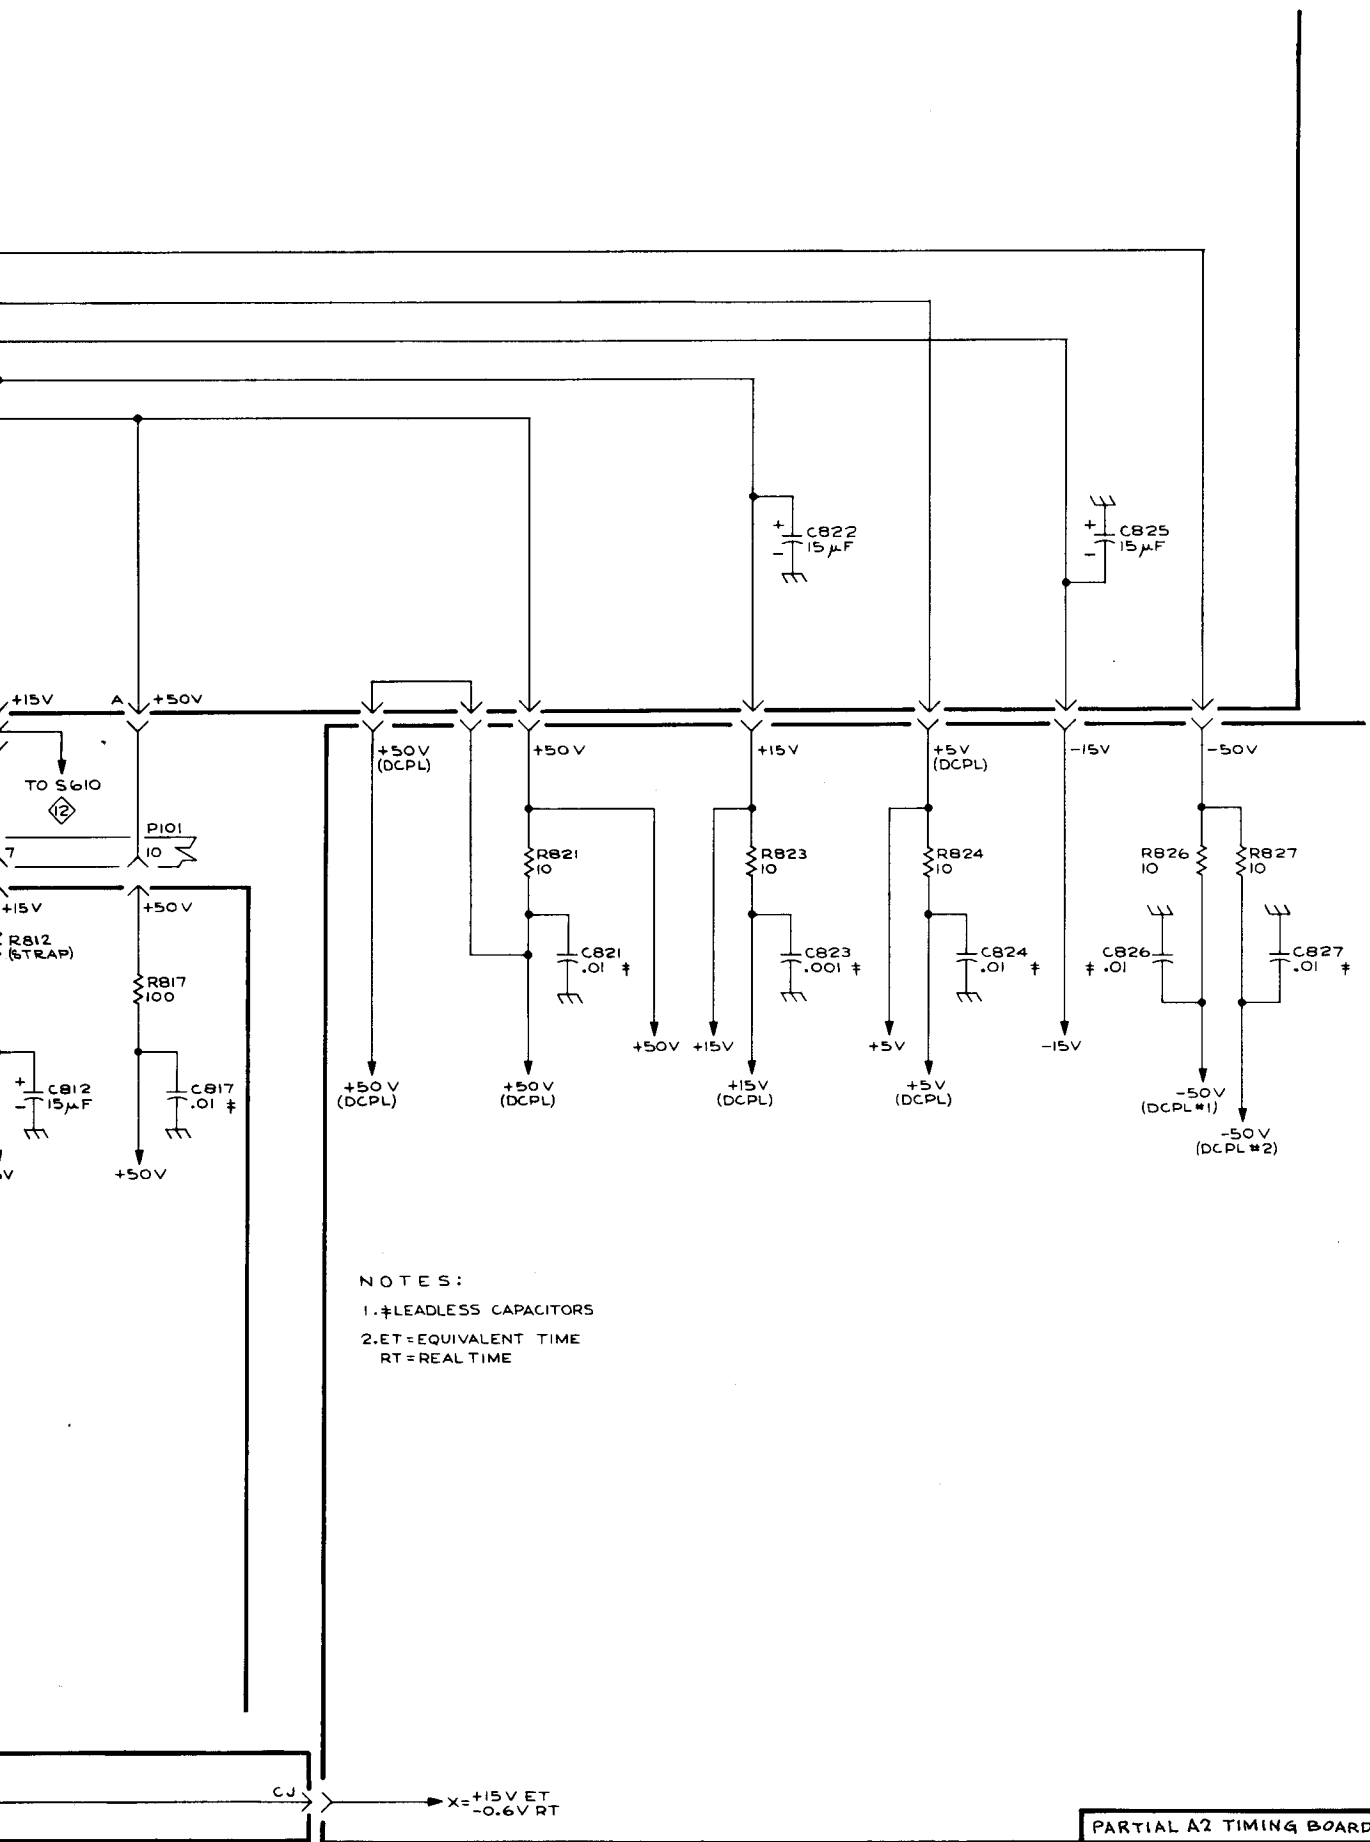 +
C822
15µF
-
+
C825
15µF
-
+15V
A
+50V
+50V
(DCPL)
+50V
+15V
+5V
(DCPL)
-15V
-50V
TO S610
12
P101
7
10
R821
10
R823
10
R824
10
R826
10
R827
10
+15V
+50V
R812
(STRAP)
C821
.01 ‡
C823
.001 ‡
C824
.01 ‡
C826
‡ .01
C827
.01 ‡
R817
100
+50V
+15V
+5V
-15V
+
C812
15µF
-
C817
.01 ‡
+50V
(DCPL)
+50V
(DCPL)
+15V
(DCPL)
+5V
(DCPL)
-50V
(DCPL#1)
-50V
(DCPL#2)
V
+50V
NOTES:
1.‡LEADLESS CAPACITORS
2.ET=EQUIVALENT TIME
RT=REAL TIME
CJ
X=+15V ET
-0.6V RT
PARTIAL A2 TIMING BOARD